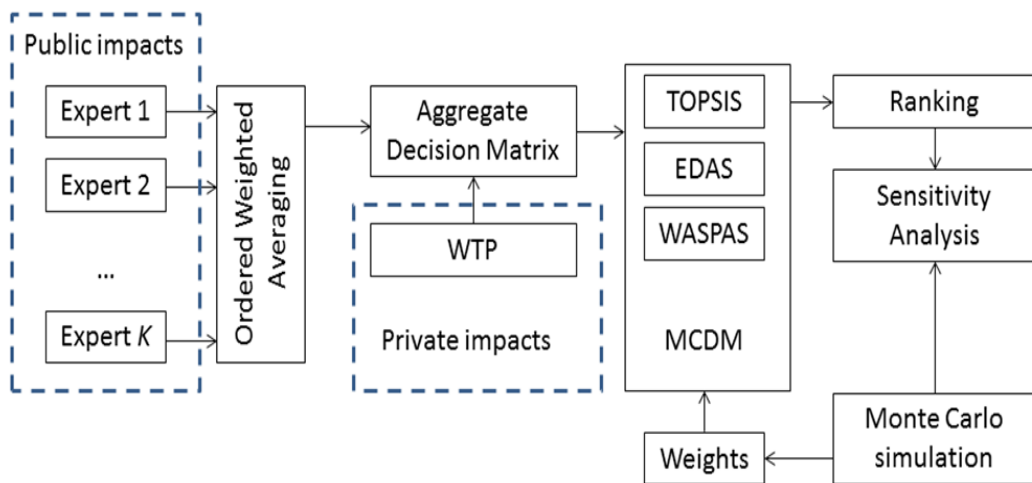 Public impacts
Expert 1
Expert 2
...
Expert K
Ordered Weighted
Averaging
Aggregate
Decision Matrix
WTP
Private impacts
TOPSIS
EDAS
WASPAS
MCDM
Weights
Ranking
Sensitivity
Analysis
Monte Carlo
simulation